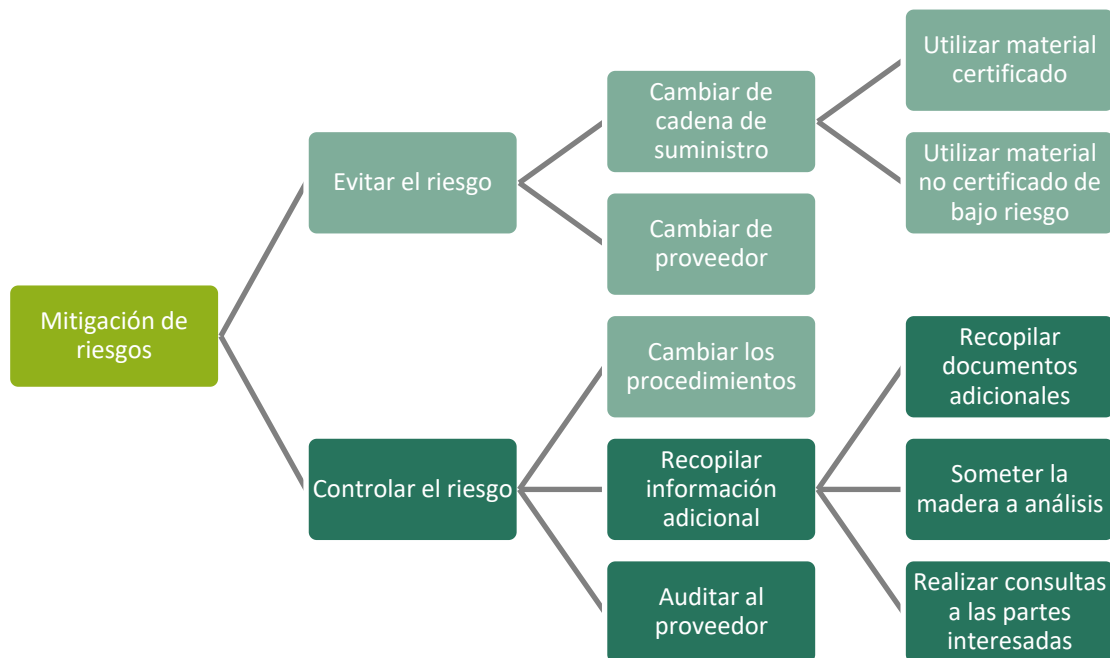 Mitigación de
riesgos
Evitar el riesgo
Controlar el riesgo
Cambiar de
cadena de
suministro
Cambiar de
proveedor
Cambiar los
procedimientos
Recopilar
información
adicional
Auditar al
proveedor
Utilizar material
certificado
Utilizar material
no certificado de
bajo riesgo
Recopilar
documentos
adicionales
Someter la
madera a análisis
Realizar consultas
a las partes
interesadas